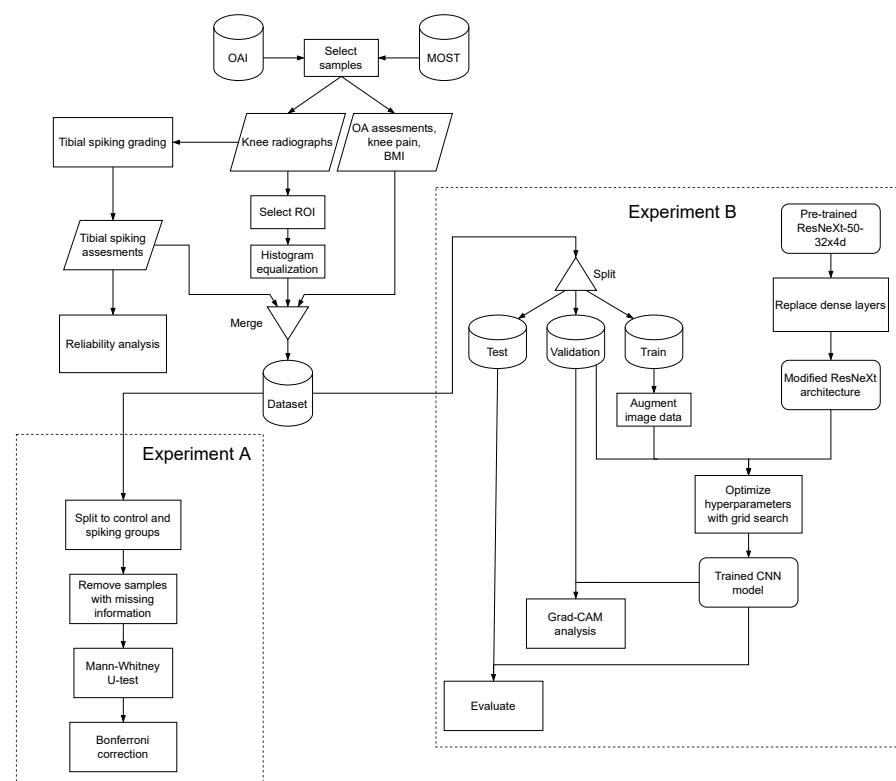 OAI
Select
samples
MOST
Tibial spiking grading
Knee radiographs
OA assesments,
knee pain,
BMI
Select ROI
Tibial spiking
assesments
Histogram
equalization
Merge
Reliability analysis
Dataset
Experiment A
Split to control and
spiking groups
Remove samples
with missing
information
Mann-Whitney
U-test
Bonferroni
correction
Experiment B
Pre-trained
ResNeXt-50-
32x4d
Split
Replace dense layers
Test
Validation
Train
Modified ResNeXt
architecture
Augment
image data
Optimize
hyperparameters
with grid search
Trained CNN
model
Grad-CAM
analysis
Evaluate